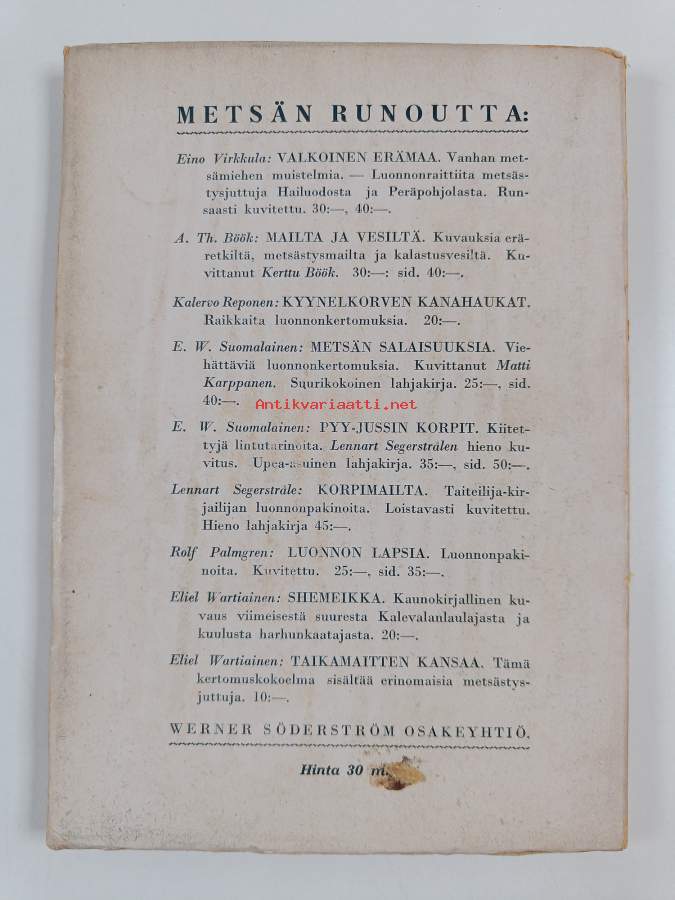 METSÄN RUNOUTTA:
Eino Virkkula: VALKOINEN ERÄMAA. Vanhan met-
sämiehen muistelmia. — Luonnonraittiita metsäs-
tysjuttuja Hailuodosta ja Peräpohjolasta. Run-
saasti kuvitettu. 30:—, 40:—.
A. Th. Böök: MAILTA JA VESILTÄ. Kuvauksia erä-
retkiltä, metsästysmailta ja kalastusvesiltä. Ku-
vittanut Kerttu Böök. 30:—: sid. 40:—.
Kalervo Reponen: KYYNELKORVEN KANAHAUKAT.
Raikkaita luonnonkertomuksia. 20:—.
E. W. Suomalainen: METSÄN SALAISUUKSIA. Vie-
hättäviä luonnonkertomuksia. Kuvittanut Matti
Karppanen. Suurikokoinen lahjakirja. 25:—, sid.
40:—.
Antikvariaatti.net
E. W. Suomalainen: PYY-JUSSIN KORPIT. Kiitet-
tyjä lintutarinoita. Lennart Segerstrålen hieno ku-
vitus. Upea-asuinen lahjakirja. 35:—, sid. 50:—.
Lennart Segerstråle: KORPIMAILTA. Taiteilija-kir-
jailijan luonnonpakinoita. Loistavasti kuvitettu.
Hieno lahjakirja 45:—.
Rolf Palmgren: LUONNON LAPSIA. Luonnonpaki-
noita. Kuvitettu. 25:—, sid. 35:—.
Eliel Wartiainen: SHEMEIKKA. Kaunokirjallinen ku-
vaus viimeisestä suuresta Kalevalanlaulajasta ja
kuulusta harhunkaatajasta. 20:—.
Eliel Wartiainen: TAIKAMAITTEN KANSAA. Tämä
kertomuskokoelma sisältää erinomaisia metsästys-
juttuja. 10:—.
WERNER SÖDERSTRÖM OSAKEYHTIÖ.
Hinta 30 m.